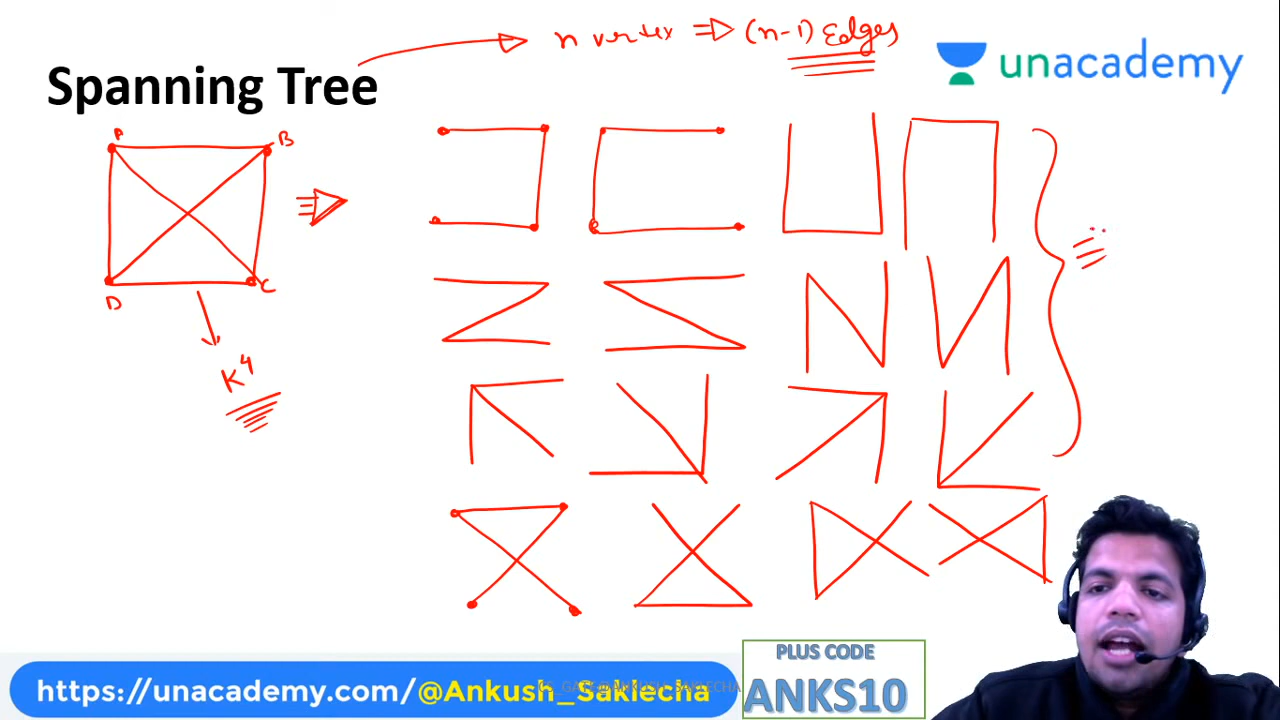 n vertex ⇒ (n-1) Edges
unacademy
Spanning Tree
A
B
D
C
K4
PLUS CODE
https://unacademy.com/@Ankush_Saklecha
ANKS10